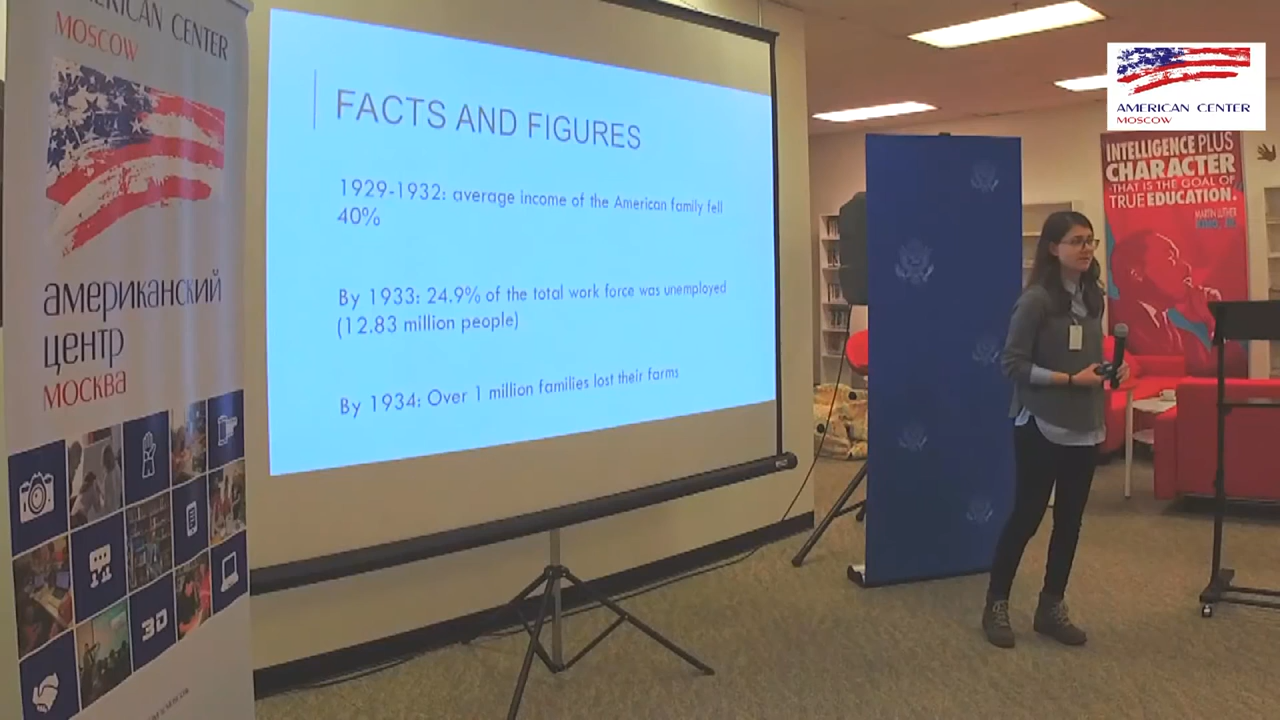 AMERICAN CENTER
MOSCOW
американский
центр
москва
3D
FACTS AND FIGURES
1929-1932: average income of the American family fell
40%
By 1933: 24.9% of the total work force was unemployed
(12.83 million people)
By 1934: Over 1 million families lost their farms
AMERICAN CENTER
MOSCOW
INTELLIGENCE PLUS
CHARACTER
-THAT IS THE GOAL OF
TRUE EDUCATION.
MARTIN LUTHER
KING, JR.